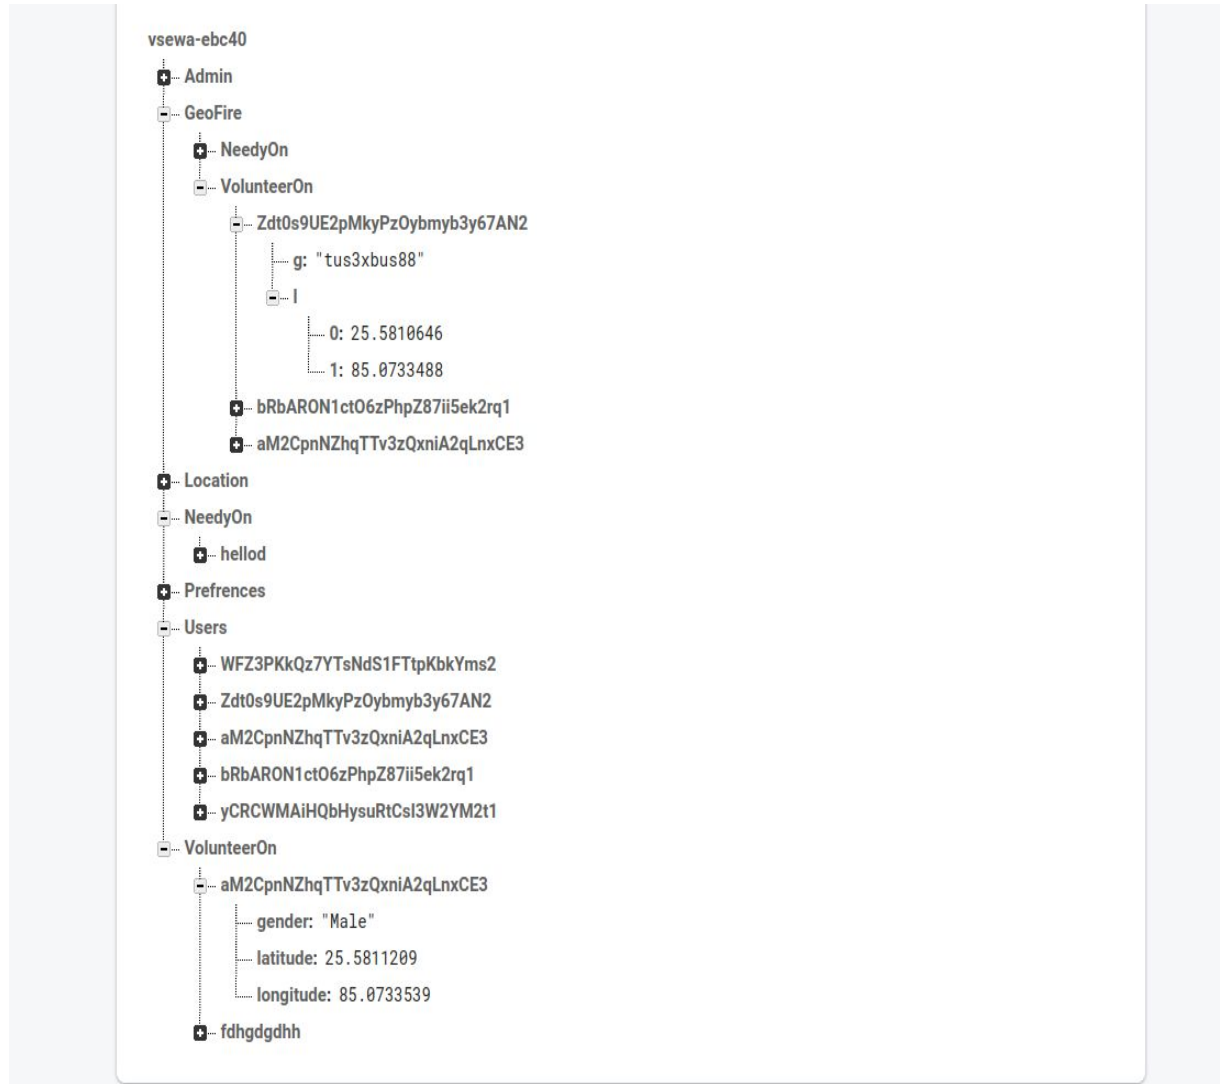 vsewa-ebc40
Admin
GeoFire
NeedyOn
VolunteerOn
Zdt0s9UE2pMkyPzOybmyb3y67AN2
g: "tus3xbus88"
l
0: 25.5810646
1: 85.0733488
bRbARON1ctO6zPhpZ87ii5ek2rq1
aM2CpnNZhqTTv3zQxniA2qLnxCE3
Location
NeedyOn
hellod
Prefrences
Users
WFZ3PKkQz7YTsNdS1FTtpKbkYms2
Zdt0s9UE2pMkyPzOybmyb3y67AN2
aM2CpnNZhqTTv3zQxniA2qLnxCE3
bRbARON1ctO6zPhpZ87ii5ek2rq1
yCRCWMAiHQbHysuRtCsI3W2YM2t1
VolunteerOn
aM2CpnNZhqTTv3zQxniA2qLnxCE3
gender: "Male"
latitude: 25.5811209
longitude: 85.0733539
fdhgdgdhh